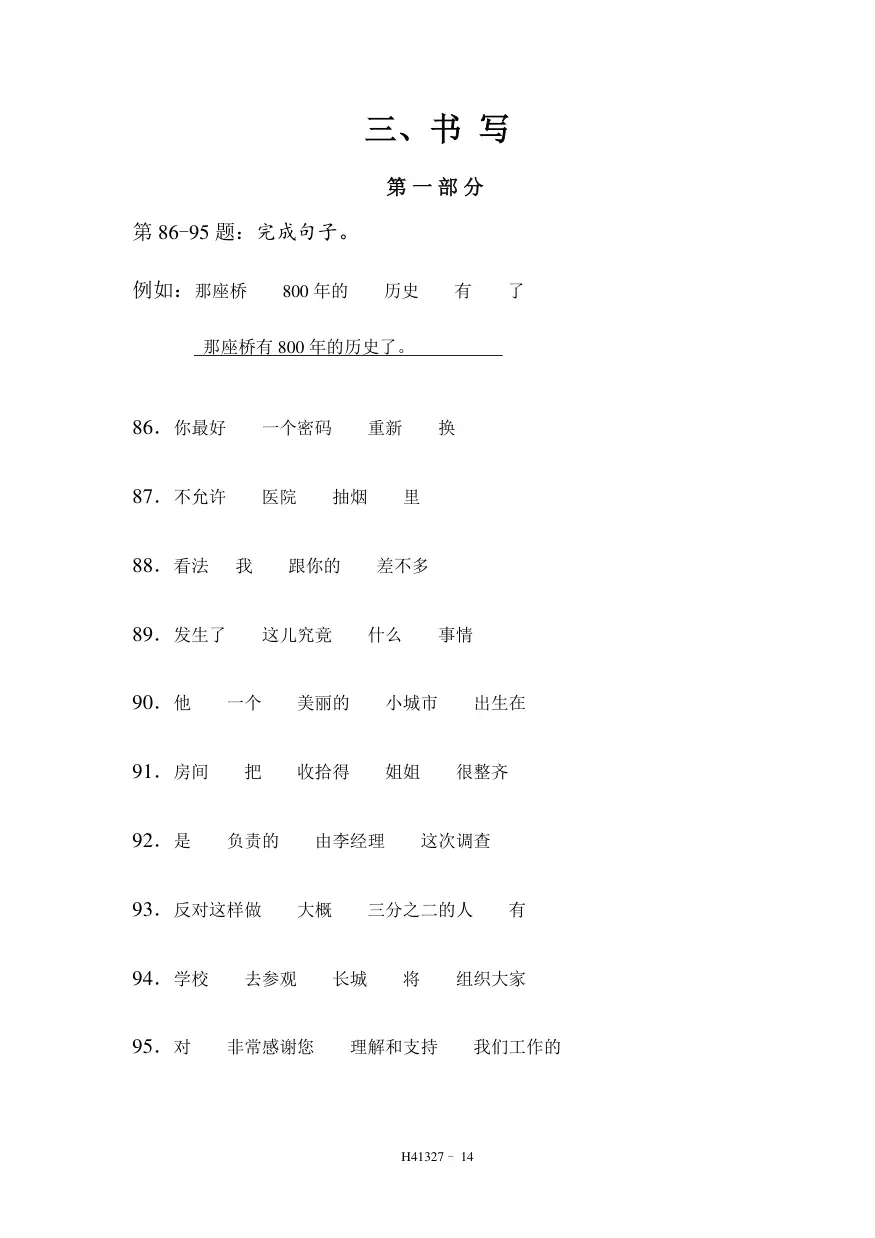 三、书 写
第 一 部 分
第 86-95 题：完成句子。
例如：那座桥　　800 年的　　历史　　有　　了
那座桥有 800 年的历史了。
86．你最好　　一个密码　　重新　　换
87．不允许　　医院　　抽烟　　里
88．看法　　我　　跟你的　　差不多
89．发生了　　这儿究竟　　什么　　事情
90．他　　一个　　美丽的　　小城市　　出生在
91．房间　　把　　收拾得　　姐姐　　很整齐
92．是　　负责的　　由李经理　　这次调查
93．反对这样做　　大概　　三分之二的人　　有
94．学校　　去参观　　长城　　将　　组织大家
95．对　　非常感谢您　　理解和支持　　我们工作的
H41327 - 14